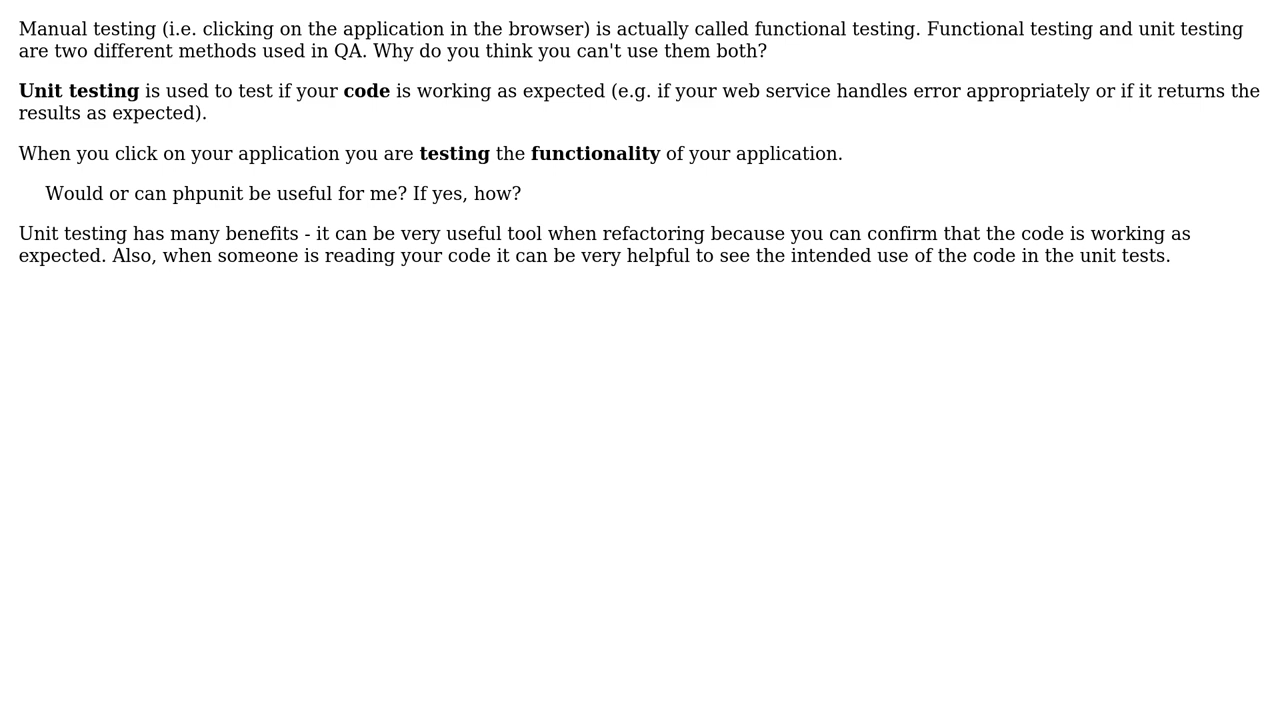 Manual testing (i.e. clicking on the application in the browser) is actually called functional testing. Functional testing and unit testing
are two different methods used in QA. Why do you think you can't use them both?
Unit testing is used to test if your code is working as expected (e.g. if your web service handles error appropriately or if it returns the
results as expected).
When you click on your application you are testing the functionality of your application.
Would or can phpunit be useful for me? If yes, how?
Unit testing has many benefits - it can be very useful tool when refactoring because you can confirm that the code is working as
expected. Also, when someone is reading your code it can be very helpful to see the intended use of the code in the unit tests.